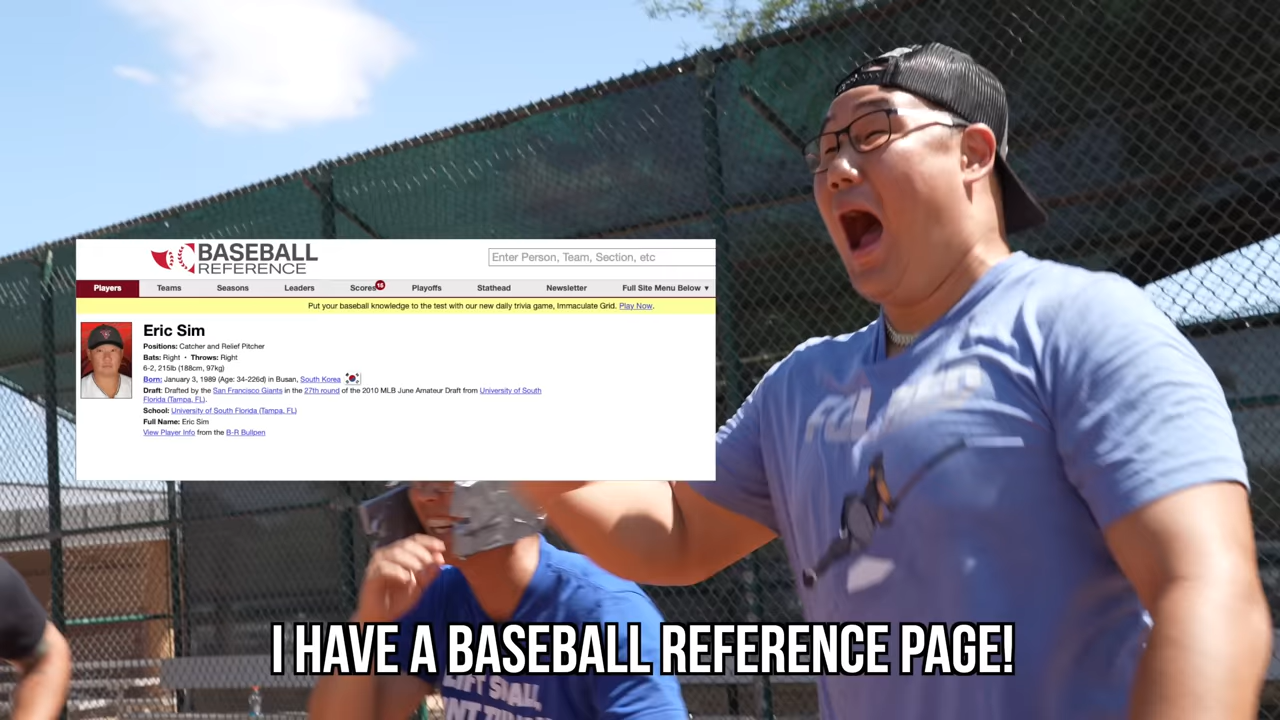 BASEBALL
REFERENCE
Enter Person, Team, Section, etc
Players Teams Seasons Leaders Scores 16 Playoffs Stathead Newsletter Full Site Menu Below ▼
Put your baseball knowledge to the test with our new daily trivia game, Immaculate Grid. Play Now.
Eric Sim
Positions: Catcher and Relief Pitcher
Bats: Right • Throws: Right
6-2, 215lb (188cm, 97kg)
Born: January 3, 1989 (Age: 34-226d) in Busan, South Korea
Draft: Drafted by the San Francisco Giants in the 27th round of the 2010 MLB June Amateur Draft from University of South
Florida (Tampa, FL).
School: University of South Florida (Tampa, FL)
Full Name: Eric Sim
View Player Info from the B-R Bullpen
I HAVE A BASEBALL REFERENCE PAGE!